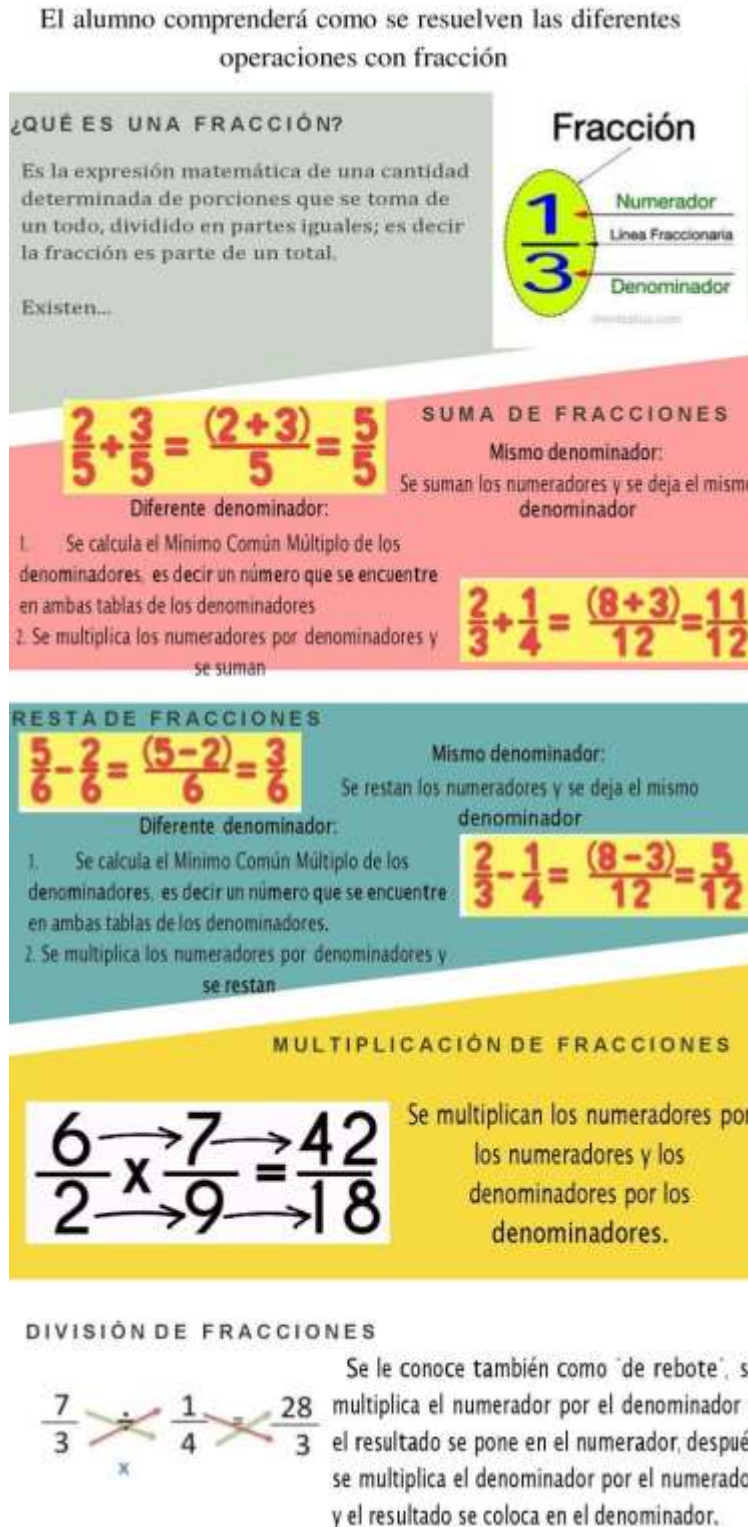 El alumno comprenderá como se resuelven las diferentes
operaciones con fracción
¿QUÉ ES UNA FRACCIÓN?
Es la expresión matemática de una cantidad
determinada de porciones que se toma de
un todo, dividido en partes iguales; es decir
la fracción es parte de un total.
Existen...
Fracción
1
3
Numerador
Linea Fraccionaria
Denominador
2/5 + 3/5 = (2+3)/5 = 5/5
SUMA DE FRACCIONES
Mismo denominador:
Se suman los numeradores y se deja el mismo
denominador
Diferente denominador:
1. Se calcula el Mínimo Común Múltiplo de los
denominadores, es decir un número que se encuentre
en ambas tablas de los denominadores
2. Se multiplica los numeradores por denominadores y
se suman
2/3 + 1/4 = (8+3)/12 = 11/12
RESTA DE FRACCIONES
5/6 - 2/6 = (5-2)/6 = 3/6
Mismo denominador:
Se restan los numeradores y se deja el mismo
denominador
Diferente denominador:
1. Se calcula el Mínimo Común Múltiplo de los
denominadores, es decir un número que se encuentre
en ambas tablas de los denominadores.
2. Se multiplica los numeradores por denominadores y
se restan
2/3 - 1/4 = (8-3)/12 = 5/12
MULTIPLICACIÓN DE FRACCIONES
6/2 x 7/9 = 42/18
Se multiplican los numeradores por
los numeradores y los
denominadores por los
denominadores.
DIVISIÓN DE FRACCIONES
7/3 ÷ 1/4 = 28/3
x
Se le conoce también como ¨de rebote¨, s
multiplica el numerador por el denominador
el resultado se pone en el numerador, despué
se multiplica el denominador por el numerado
y el resultado se coloca en el denominador.